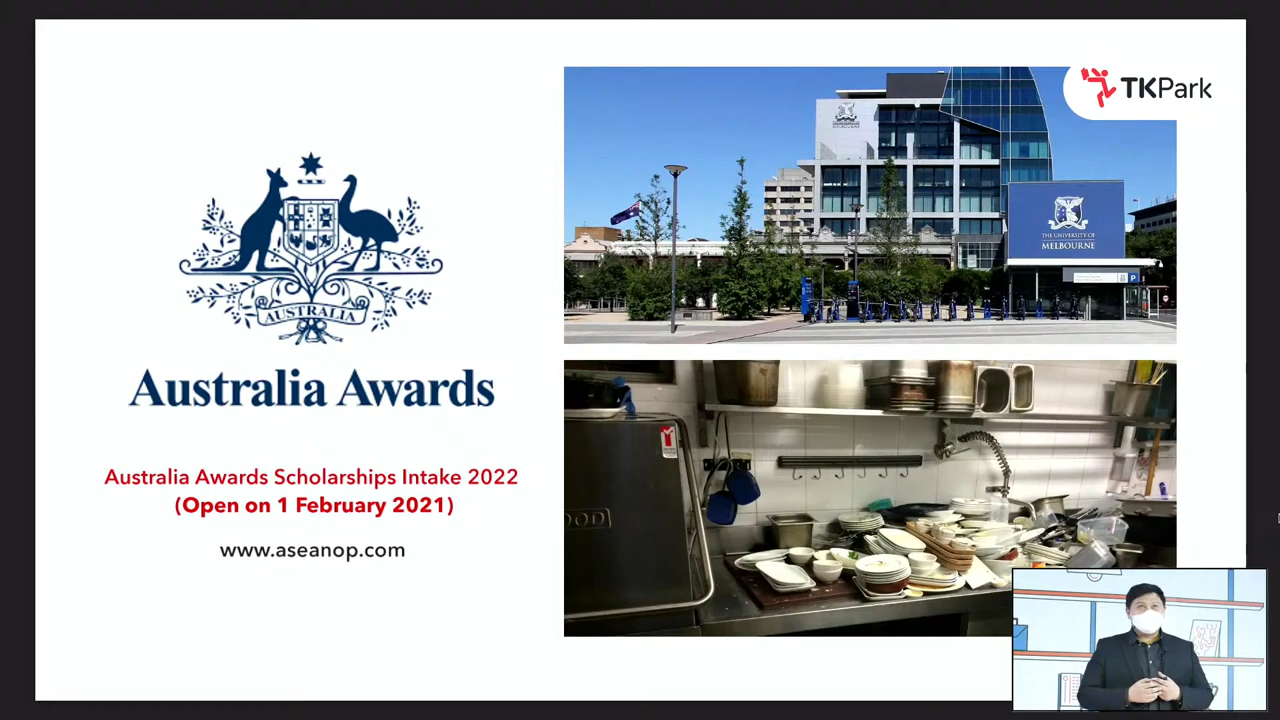 TKPark
MELBOURNE
THE UNIVERSITY OF
MELBOURNE
P
AUSTRALIA
Australia Awards
Australia Awards Scholarships Intake 2022
(Open on 1 February 2021)
www.aseanop.com